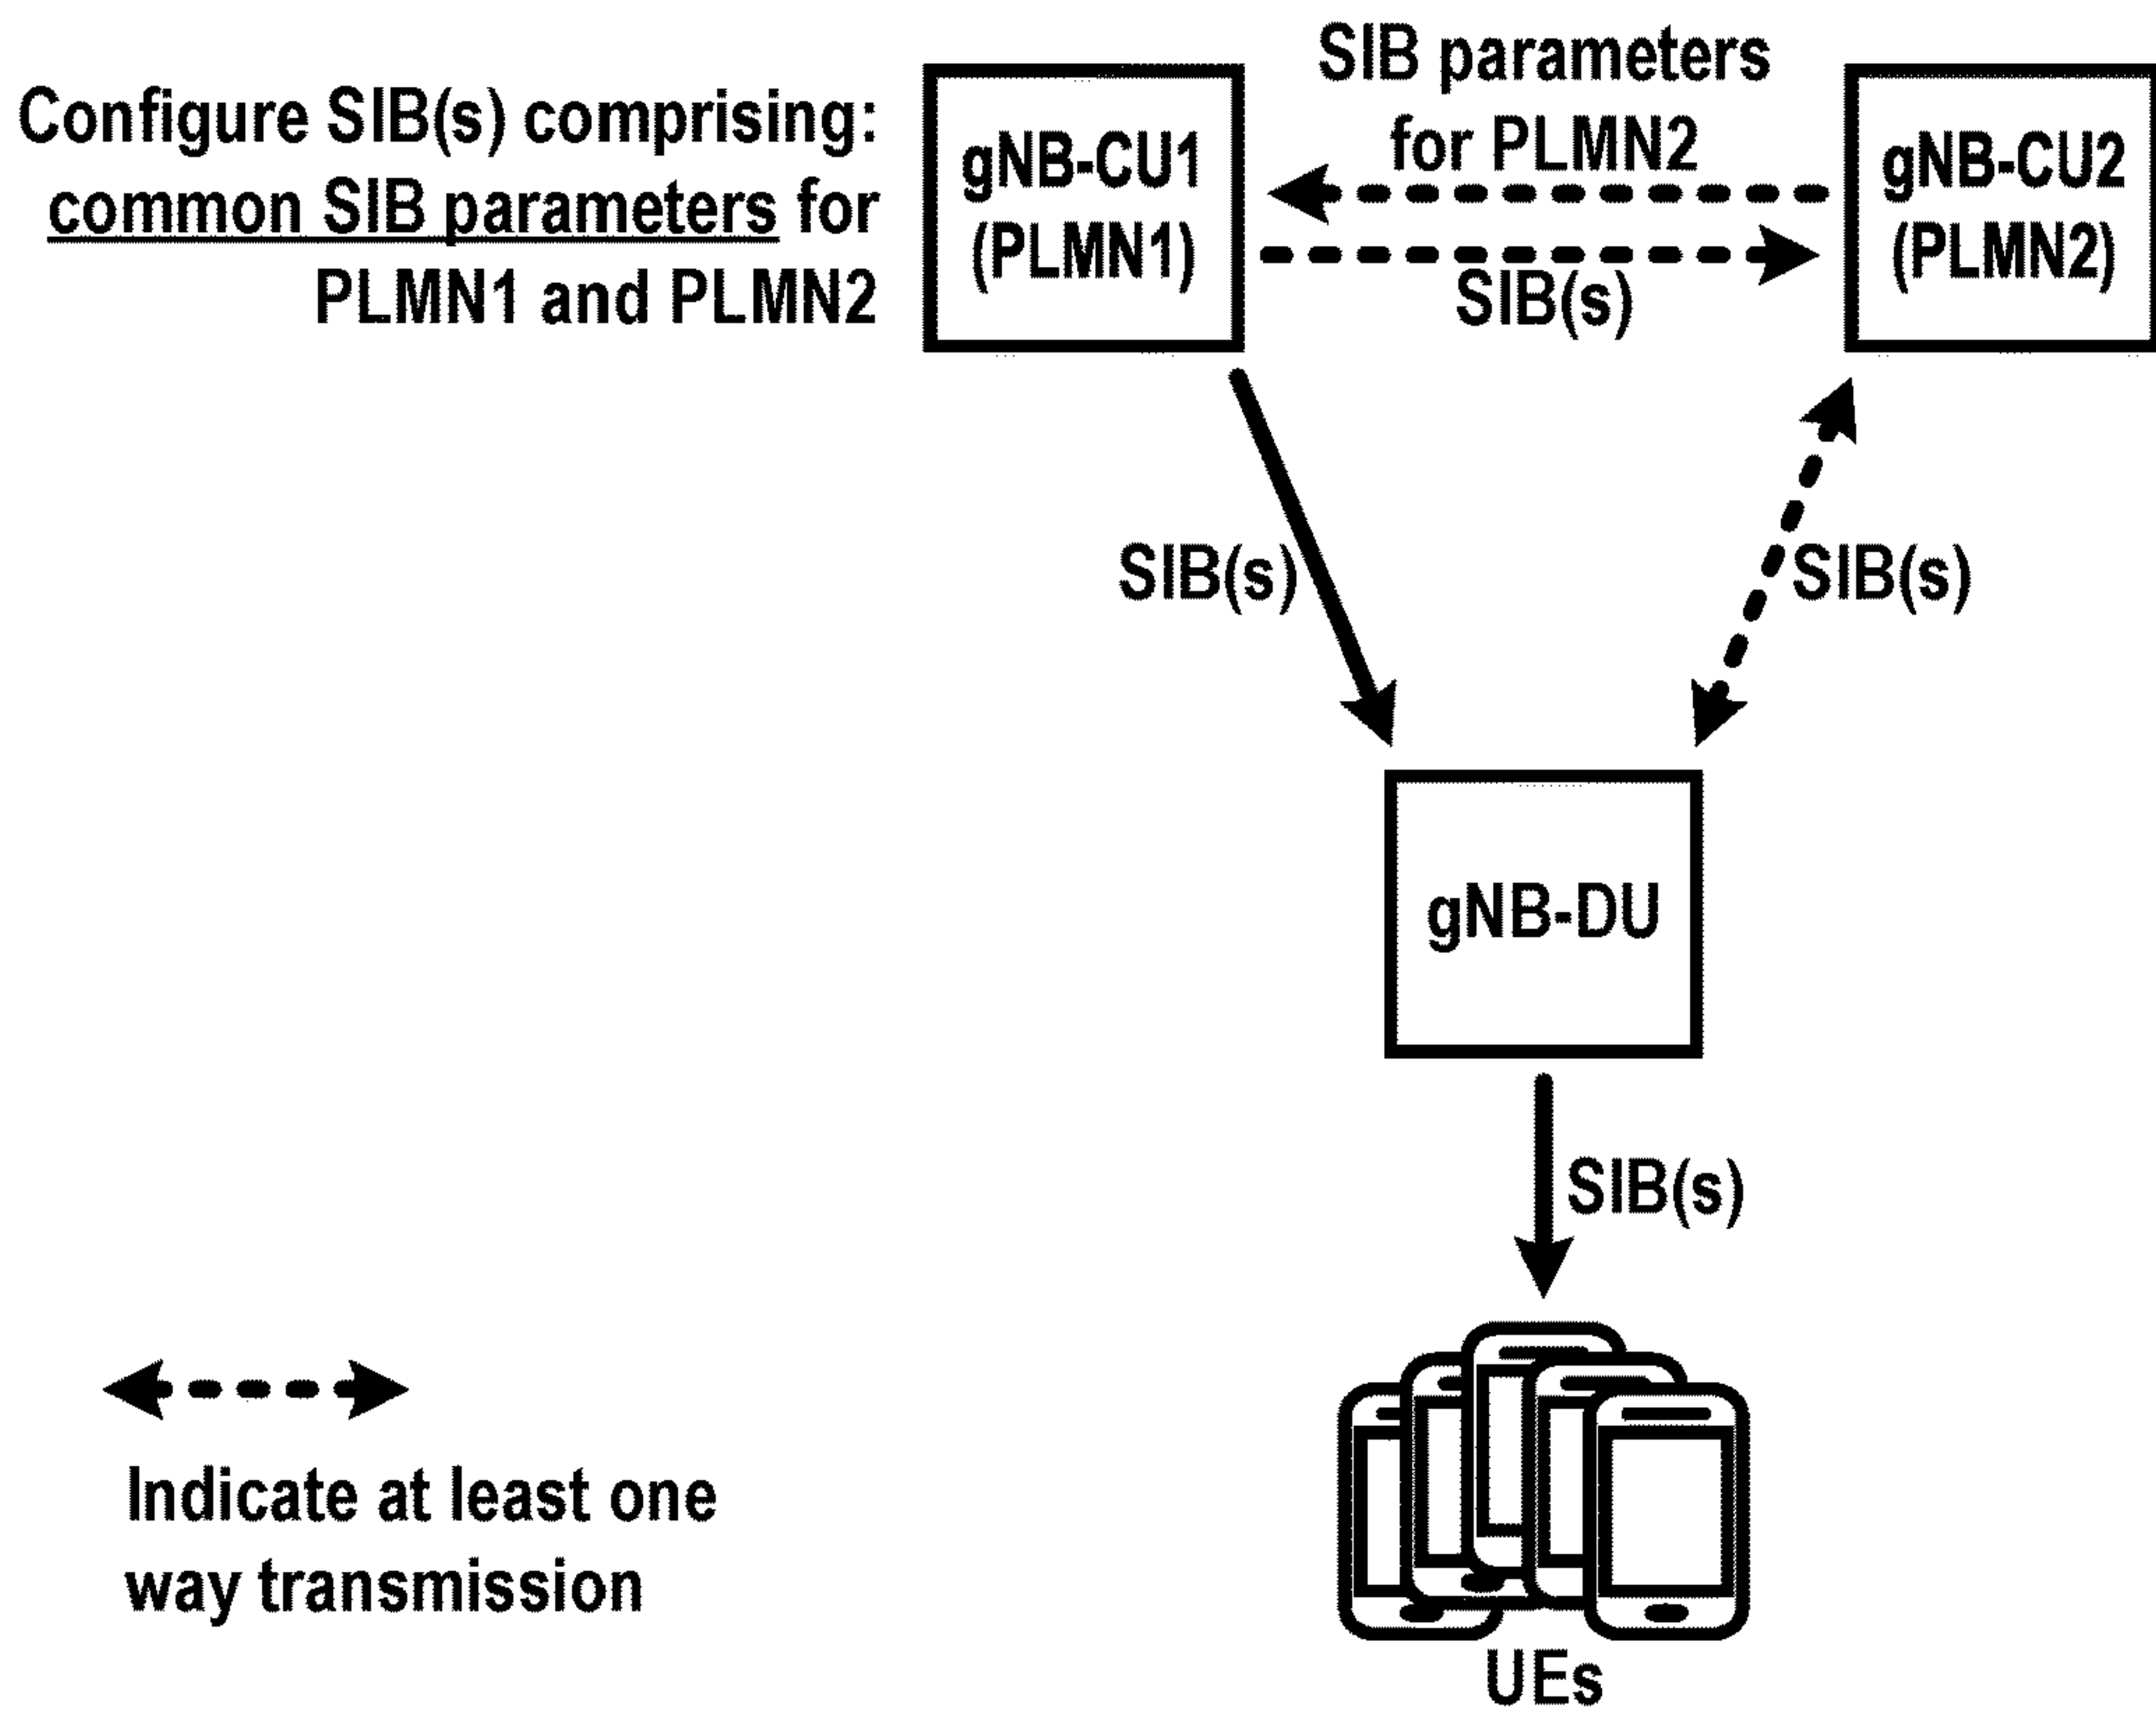 Configure SIB(s) comprising:
common SIB parameters for
PLMN1 and PLMN2
gNB-CU1
(PLMN1)
SIB parameters
for PLMN2
SIB(s)
gNB-CU2
(PLMN2)
SIB(s)
SIB(s)
gNB-DU
SIB(s)
UEs
Indicate at least one
way transmission